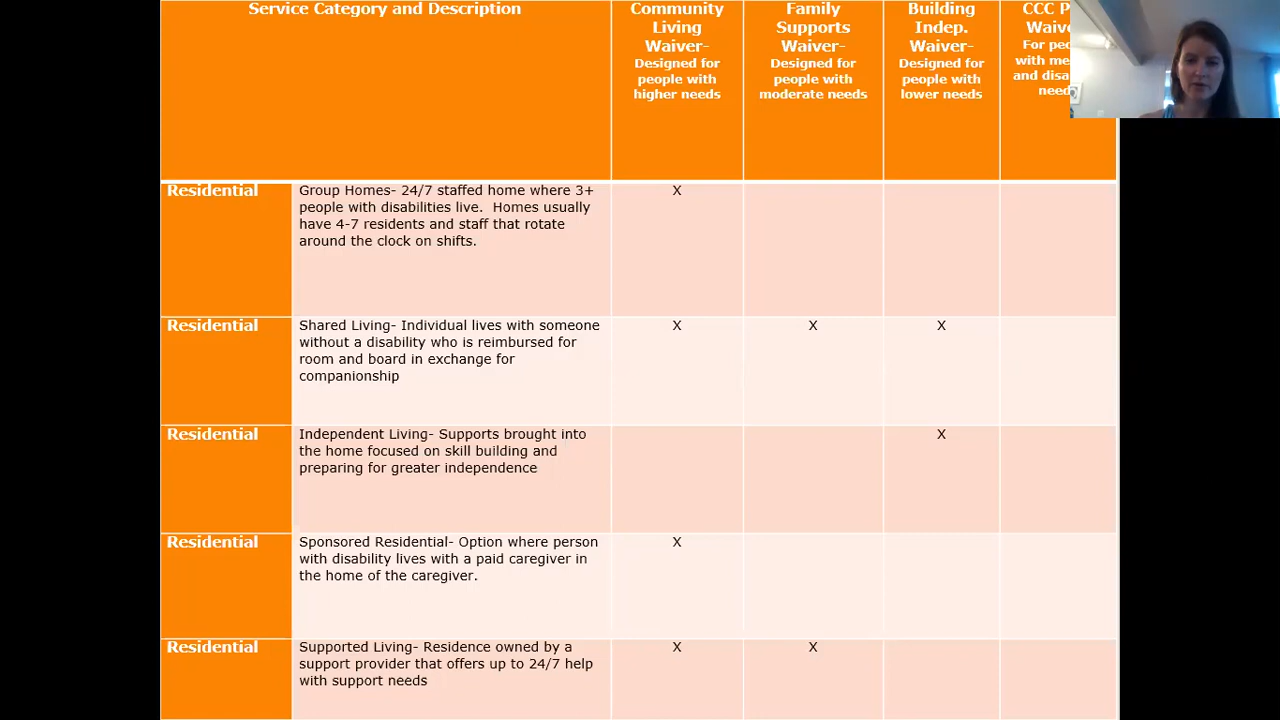 Service Category and Description
Community
Living
Waiver-
Designed for
people with
higher needs
Family
Supports
Waiver-
Designed for
people with
moderate needs
Building
Indep.
Waiver-
Designed for
people with
lower needs
CCC
For
with
and
Residential
Group Homes- 24/7 staffed home where 3+
people with disabilities live.  Homes usually
have 4-7 residents and staff that rotate
around the clock on shifts.
X
Residential
Shared Living- Individual lives with someone
without a disability who is reimbursed for
room and board in exchange for
companionship
X
X
X
Residential
Independent Living- Supports brought into
the home focused on skill building and
preparing for greater independence
X
Residential
Sponsored Residential- Option where person
with disability lives with a paid caregiver in
the home of the caregiver.
X
Residential
Supported Living- Residence owned by a
support provider that offers up to 24/7 help
with support needs
X
X